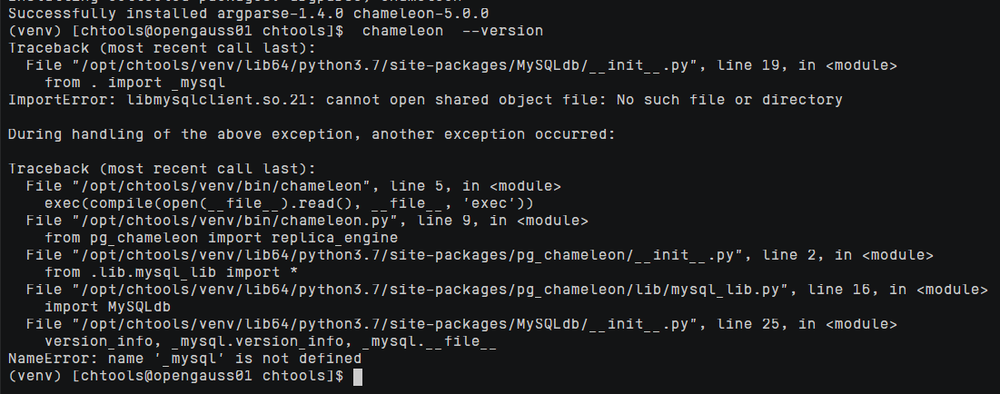 Successfully installed argparse-1.4.0 chameleon-5.0.0
(venv) [chtools@opengauss01 chtools]$  chameleon  --version
Traceback (most recent call last):
  File "/opt/chtools/venv/lib64/python3.7/site-packages/MySQLdb/__init__.py", line 19, in <module>
    from . import _mysql
ImportError: libmysqlclient.so.21: cannot open shared object file: No such file or directory

During handling of the above exception, another exception occurred:

Traceback (most recent call last):
  File "/opt/chtools/venv/bin/chameleon", line 5, in <module>
    exec(compile(open(__file__).read(), __file__, 'exec'))
  File "/opt/chtools/venv/bin/chameleon.py", line 9, in <module>
    from pg_chameleon import replica_engine
  File "/opt/chtools/venv/lib64/python3.7/site-packages/pg_chameleon/__init__.py", line 2, in <module>
    from .lib.mysql_lib import *
  File "/opt/chtools/venv/lib64/python3.7/site-packages/pg_chameleon/lib/mysql_lib.py", line 16, in <module>
    import MySQLdb
  File "/opt/chtools/venv/lib64/python3.7/site-packages/MySQLdb/__init__.py", line 25, in <module>
    version_info, _mysql.version_info, _mysql.__file__
NameError: name '_mysql' is not defined
(venv) [chtools@opengauss01 chtools]$